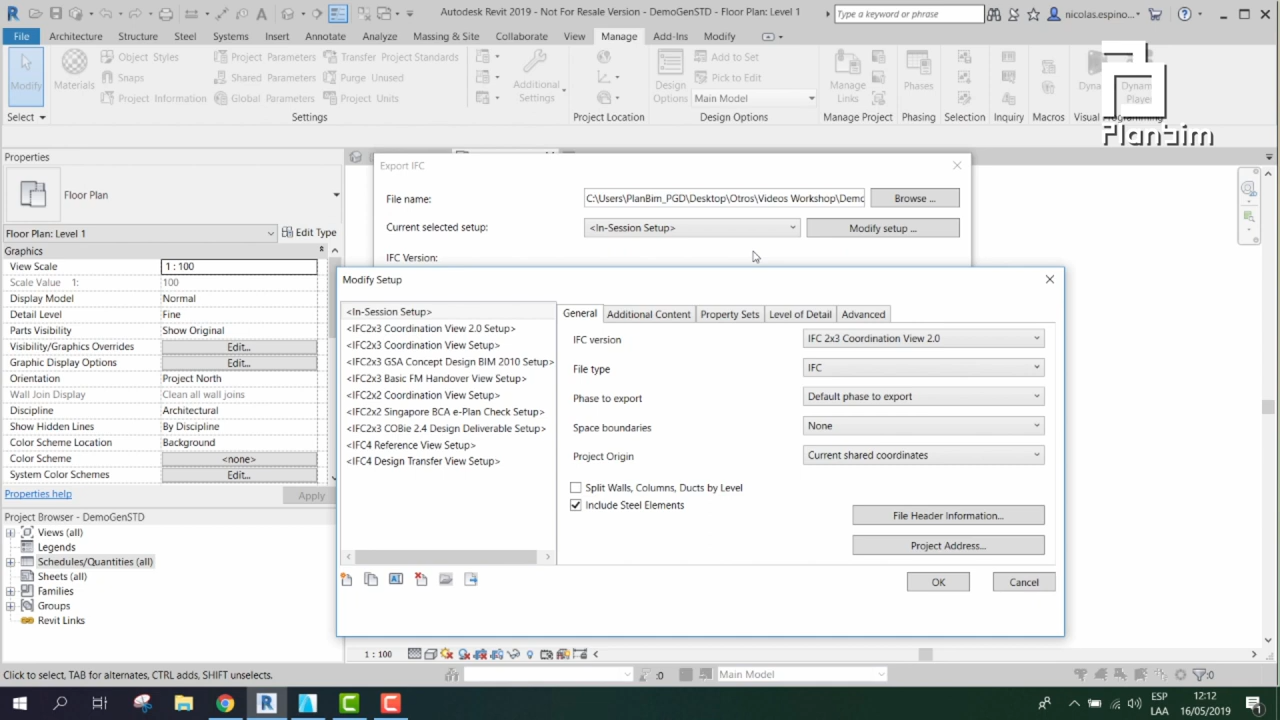 Autodesk Revit 2019 - Not For Resale Version - DemoGenSTD - Floor Plan: Level 1
Type a keyword or phrase
nicolas.espino...
File Architecture Structure Steel Systems Insert Annotate Analyze Massing & Site Collaborate View Manage Add-Ins Modify
Modify
Materials
Object Styles
Project Parameters
Transfer Project Standards
Snaps
Shared Parameters
Purge Unused
Project Information
Global Parameters
Project Units
Additional
Settings
Design
Options
Add to Set
Pick to Edit
Main Model
Manage
Links
Phases
Player
Select
Settings
Project Location
Design Options
Manage Project
Phasing
Selection
Inquiry
Macros
PlanBim
Properties
Floor Plan
Floor Plan: Level 1
Edit Type
Graphics
View Scale 1 : 100
Scale Value 1: 100
Display Model Normal
Detail Level Fine
Parts Visibility Show Original
Visibility/Graphics Overrides Edit...
Graphic Display Options Edit...
Orientation Project North
Wall Join Display Clean all wall joins
Discipline Architectural
Show Hidden Lines By Discipline
Color Scheme Location Background
Color Scheme <none>
System Color Schemes Edit...
Properties help
Apply
Project Browser - DemoGenSTD
Views (all)
Legends
Schedules/Quantities (all)
Sheets (all)
Families
Groups
Revit Links
Export IFC
File name: C:\Users\PlanBim_PGD\Desktop\Otros\Videos Workshop\Demo Browse ...
Current selected setup: <In-Session Setup> Modify setup ...
IFC Version:
Modify Setup
<In-Session Setup>
<IFC2x3 Coordination View 2.0 Setup>
<IFC2x3 Coordination View Setup>
<IFC2x3 GSA Concept Design BIM 2010 Setup>
<IFC2x3 Basic FM Handover View Setup>
<IFC2x2 Coordination View Setup>
<IFC2x2 Singapore BCA e-Plan Check Setup>
<IFC2x3 COBie 2.4 Design Deliverable Setup>
<IFC4 Reference View Setup>
<IFC4 Design Transfer View Setup>
General Additional Content Property Sets Level of Detail Advanced
IFC version IFC 2x3 Coordination View 2.0
File type IFC
Phase to export Default phase to export
Space boundaries None
Project Origin Current shared coordinates
Split Walls, Columns, Ducts by Level
Include Steel Elements
File Header Information...
Project Address...
OK
Cancel
1 : 100
Click to select, TAB for alternates, CTRL adds, SHIFT unselects.
:0
Main Model
:0
ESP
LAA
12:12
16/05/2019
1